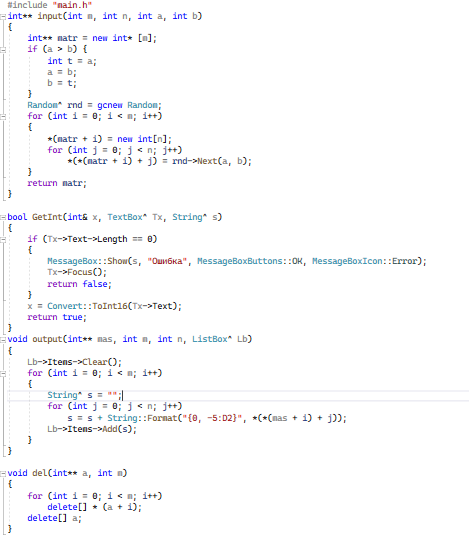 #include "main.h"
int** input(int m, int n, int a, int b)
{
int** matr = new int* [m];
if (a > b) {
int t = a;
a = b;
b = t;
}
Random^ rnd = gcnew Random;
for (int i = 0; i < m; i++)
{
*(matr + i) = new int[n];
for (int j = 0; j < n; j++)
*(*(matr + i) + j) = rnd->Next(a, b);
}
return matr;
}
bool GetInt(int& x, TextBox^ Tx, String^ s)
{
if (Tx->Text->Length == 0)
{
MessageBox::Show(s, "Ошибка", MessageBoxButtons::OK, MessageBoxIcon::Error);
Tx->Focus();
return false;
}
x = Convert::ToInt16(Tx->Text);
return true;
}
void output(int** mas, int m, int n, ListBox^ Lb)
{
Lb->Items->Clear();
for (int i = 0; i < m; i++)
{
String^ s = "";
for (int j = 0; j < n; j++)
s = s + String::Format("{0, -5:D2}", *(*(mas + i) + j));
Lb->Items->Add(s);
}
}
void del(int** a, int m)
{
for (int i = 0; i < m; i++)
delete[] * (a + i);
delete[] a;
}